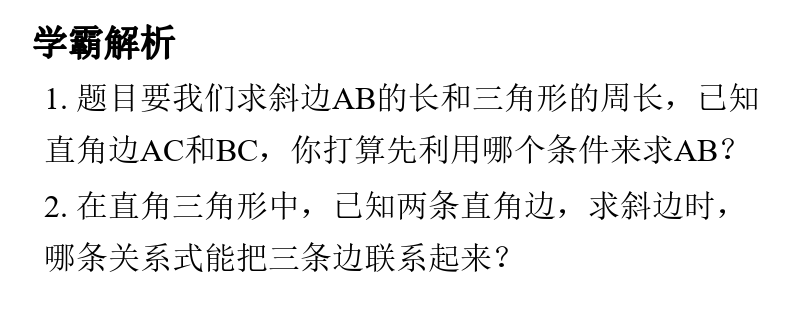 学霸解析
1. 题目要我们求斜边AB的长和三角形的周长，已知
直角边AC和BC，你打算先利用哪个条件来求AB？
2. 在直角三角形中，已知两条直角边，求斜边时，
哪条关系式能把三条边联系起来？